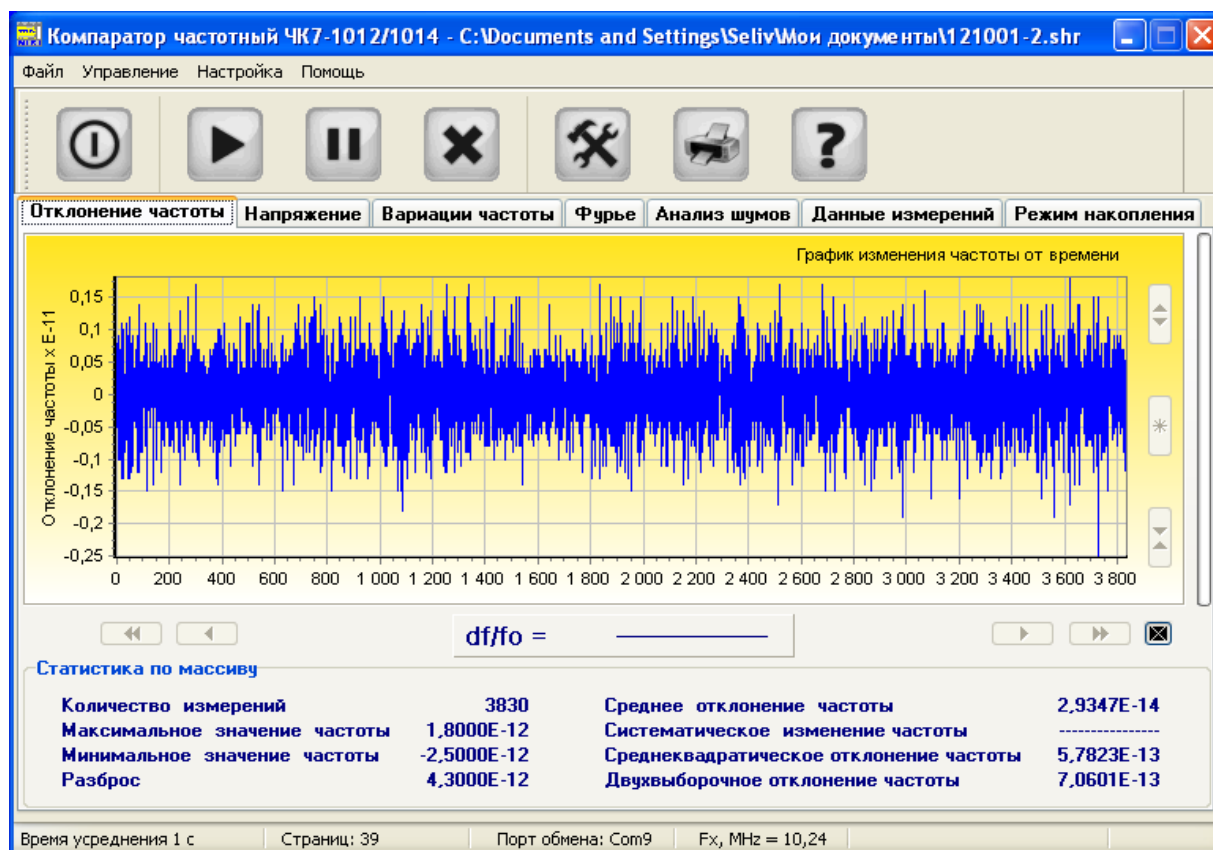 Компаратор частотный ЧК7-1012/1014 - C:\Documents and Settings\Seliv\Мои документы\121001-2.shr
Файл Управление Настройка Помощь
Отклонение частоты Напряжение Вариации частоты Фурье Анализ шумов Данные измерений Режим накопления
График изменения частоты от времени
Отклонение частоты x E-11
0,15
0,1
0,05
0
-0,05
-0,1
-0,15
-0,2
-0,25
0 200 400 600 800 1 000 1 200 1 400 1 600 1 800 2 000 2 200 2 400 2 600 2 800 3 000 3 200 3 400 3 600 3 800
df/fo =
Статистика по массиву
Количество измерений 3830 Среднее отклонение частоты 2,9347E-14
Максимальное значение частоты 1,8000E-12 Систематическое изменение частоты ---------------
Минимальное значение частоты -2,5000E-12 Среднеквадратическое отклонение частоты 5,7823E-13
Разброс 4,3000E-12 Двухвыборочное отклонение частоты 7,0601E-13
Время усреднения 1 с Страниц: 39 Порт обмена: Com9 Fx, MHz = 10,24